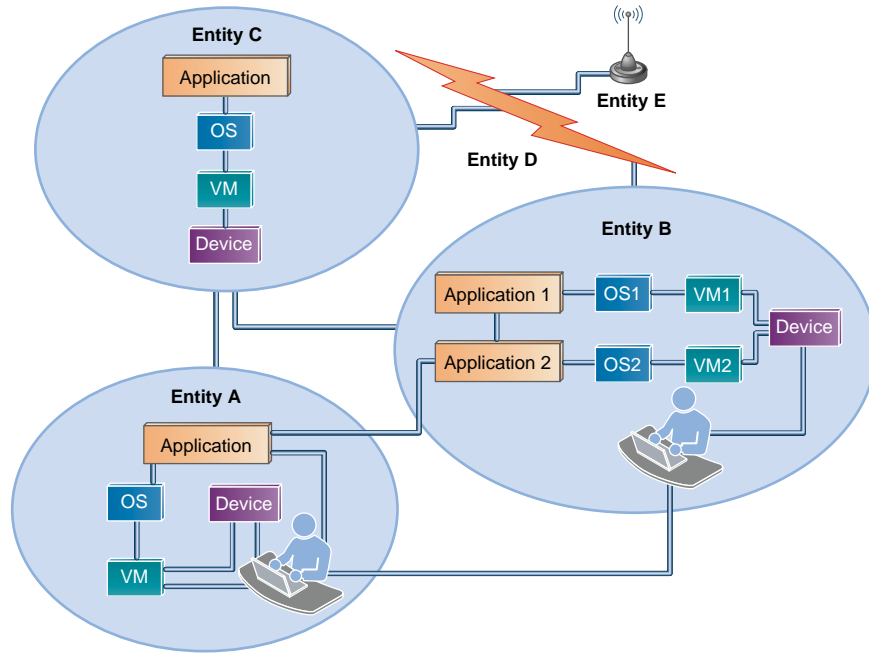 Entity C
Application
OS
VM
Device
Entity E
Entity D
Entity B
Application 1
OS1
VM1
Device
Application 2
OS2
VM2
Entity A
Application
OS
Device
VM